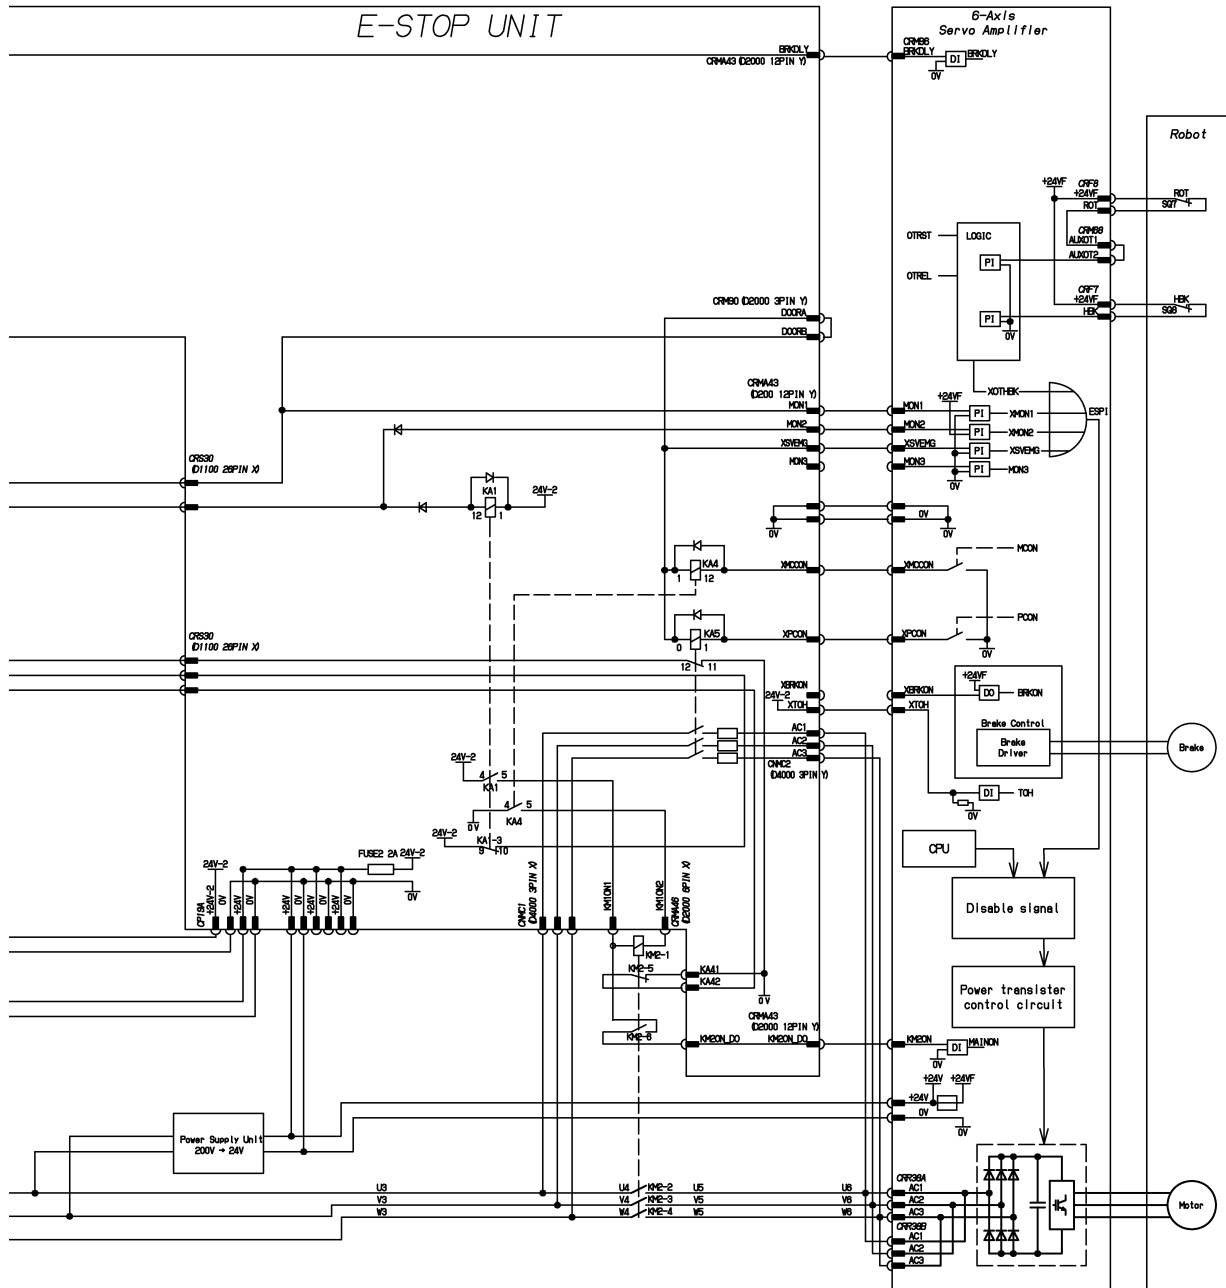 E-STOP UNIT
6-Axis
Servo Amplifier
BRKDLY
CRMA43 (D2000 12PIN Y)
CRM96
BRKDLY
DI
BRKDLY
0V
Robot
+24VF
CRF8
+24VF
ROT
ROT
SQ7
CRM68
AUXOT1
AUXOT2
OTRST
LOGIC
PI
OTREL
CRF7
+24VF
HBK
HBK
SQ6
PI
0V
CRM90 (D2000 3PIN Y)
DOORA
DOORB
CRMA43
(D200 12PIN Y)
MON1
MON2
XSVEMG
MON3
MON1
MON2
XSVEMG
MON3
+24VF
XOTHBK
PI
XMON1
PI
XMON2
PI
XSVEMG
PI
MON3
0V
ESPI
CRS30
(D1100 26PIN X)
KA1
12
1
24V-2
0V
0V
0V
KA4
1
12
XMCCON
XMCCON
MCON
KA5
0
1
XPCON
XPCON
PCON
0V
CRS30
(D1100 26PIN X)
12
11
XBRKON
24V-2
XTOH
XBRKON
XTOH
+24VF
DO
BRKON
Brake Control
Brake
Driver
Brake
AC1
AC2
AC3
CNMC2
(D4000 3PIN Y)
24V-2
4
5
KA1
4
5
0V
KA4
24V-2
KA1-3
9
10
DI
TOH
0V
CPU
Disable signal
Power transister
control circuit
24V-2
FUSE2 2A
24V-2
0V
CP19A
+24V-2
0V
+24V
0V
+24V
0V
+24V
0V
+24V
0V
CNMC1
(D4000 3PIN X)
KM1ON1
KM1ON2
CRMA46
(D2000 6PIN X)
KM2-1
KM2-5
KA41
KA42
0V
CRMA43
(D2000 12PIN Y)
KM2-6
KM2ON_DO
KM2ON_DO
KM2ON
DI
MAINON
0V
+24V
+24VF
+24V
0V
0V
Power Supply Unit
200V → 24V
U3
V3
W3
U4
V4
W4
KM2-2
KM2-3
KM2-4
U5
V5
W5
U6
V6
W6
CRR38A
AC1
AC2
AC3
CRR38B
AC1
AC2
AC3
Motor